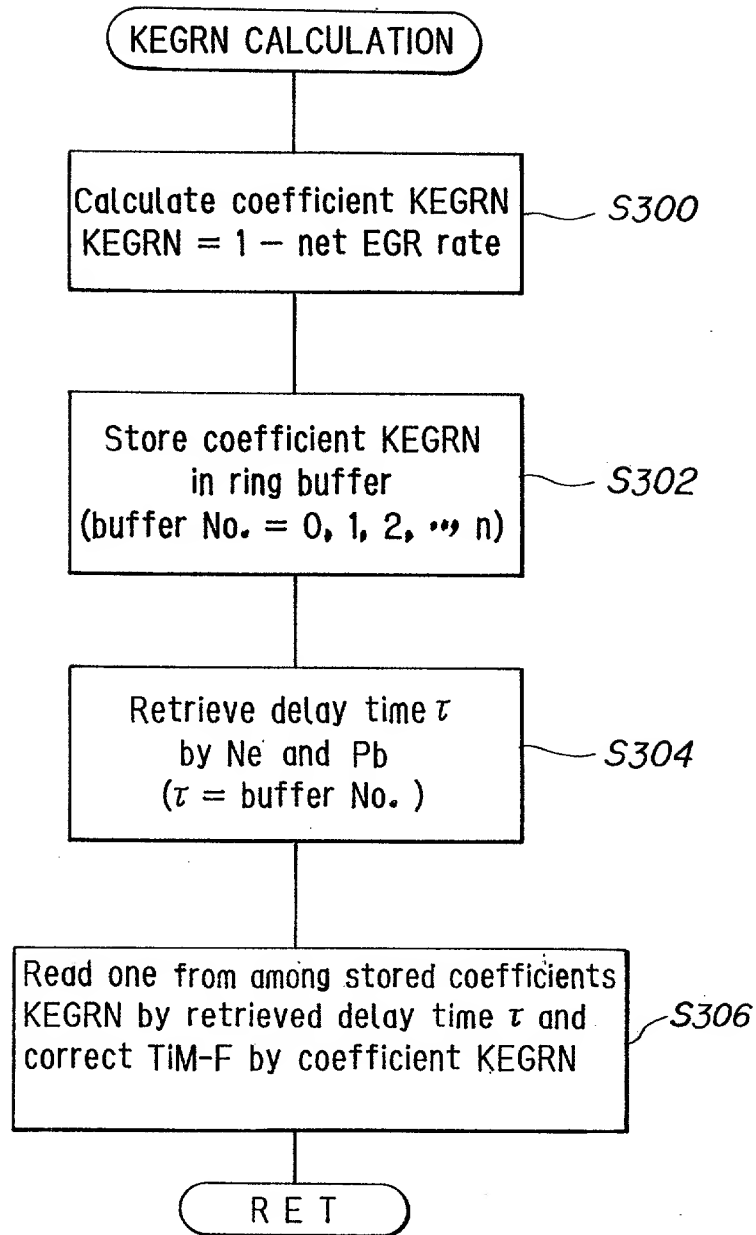 KEGRN CALCULATION
Calculate coefficient KEGRN
KEGRN = 1 – net EGR rate
S300
Store coefficient KEGRN
in ring buffer
(buffer No. = 0, 1, 2, ..., n)
S302
Retrieve delay time τ
by Ne and Pb
(τ = buffer No. )
S304
Read one from among stored coefficients
KEGRN by retrieved delay time τ and
correct TiM-F by coefficient KEGRN
S306
RET